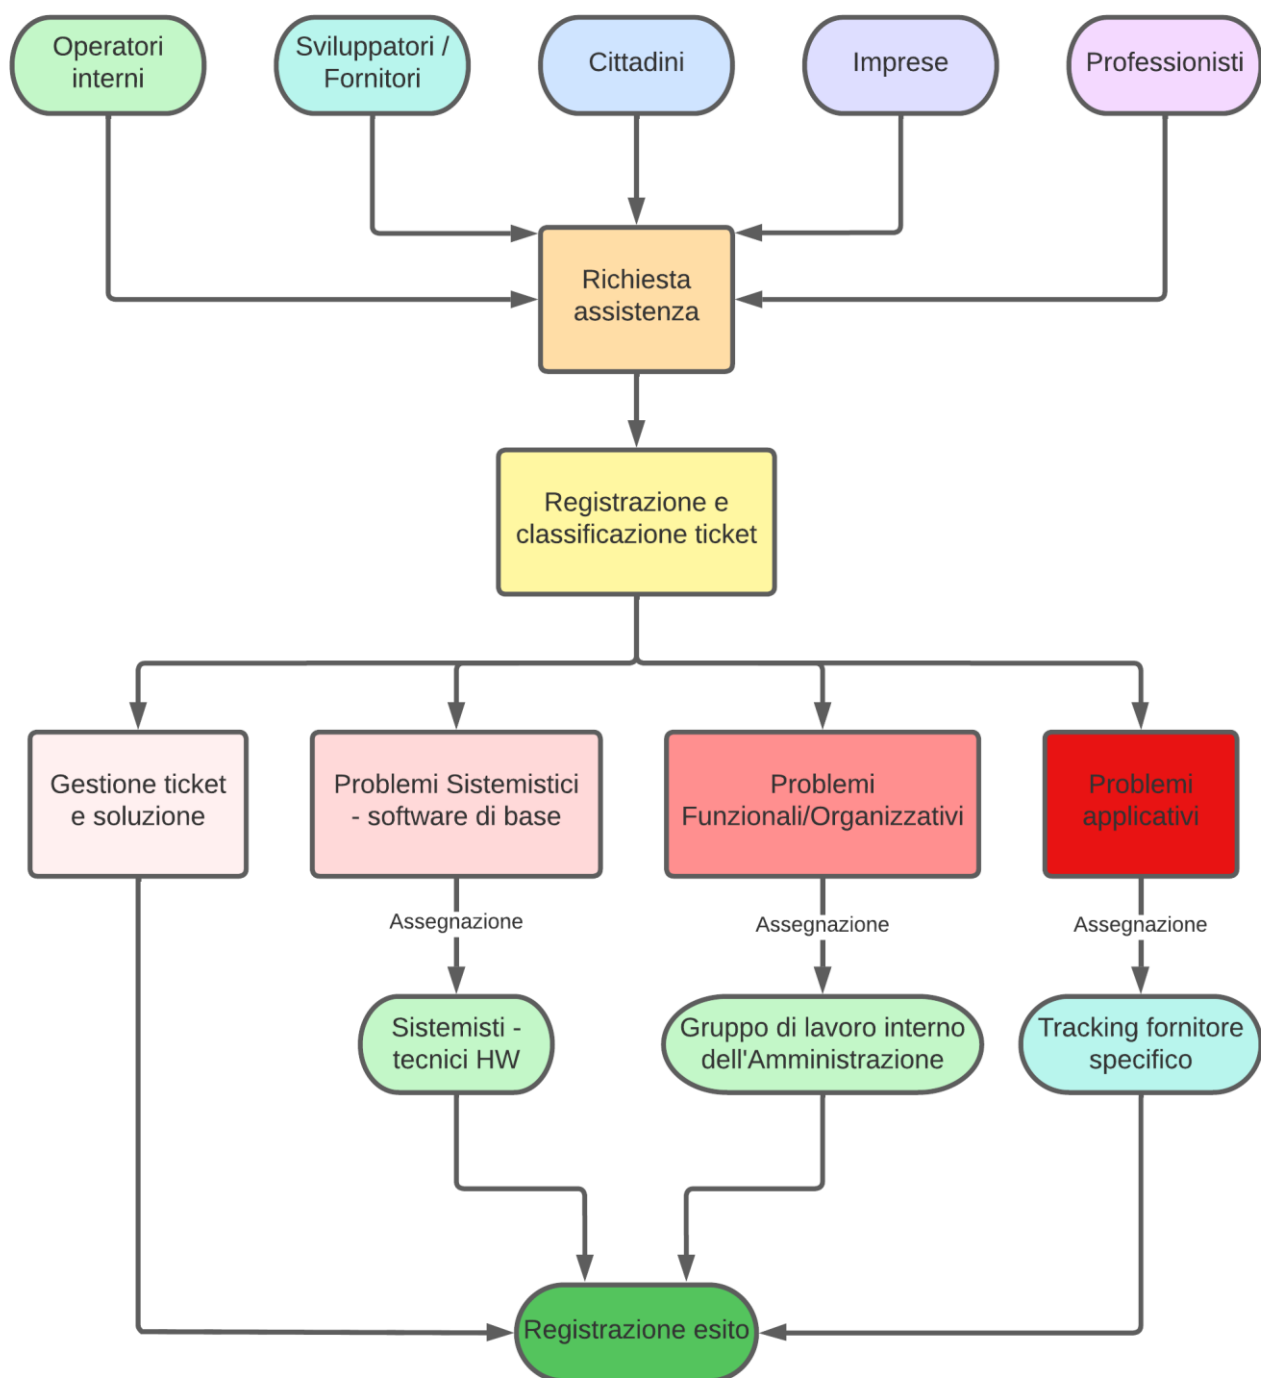 Operatori
interni
Sviluppatori /
Fornitori
Cittadini
Imprese
Professionisti
Richiesta
assistenza
Registrazione e
classificazione ticket
Gestione ticket
e soluzione
Problemi Sistemistici
- software di base
Problemi
Funzionali/Organizzativi
Problemi
applicativi
Assegnazione
Assegnazione
Assegnazione
Sistemisti -
tecnici HW
Gruppo di lavoro interno
dell'Amministrazione
Tracking fornitore
specifico
Registrazione esito